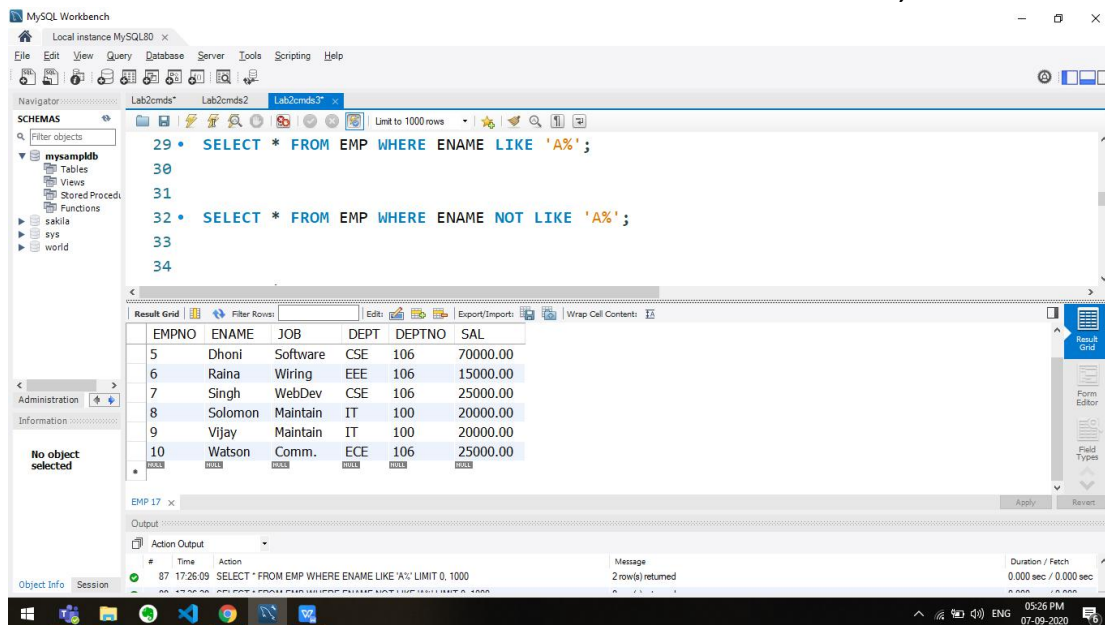 MySQL Workbench
Local instance MySQL80 ×
File Edit View Query Database Server Tools Scripting Help
Navigator
Lab2cmds* Lab2cmds2 Lab2cmds3* ×
SCHEMAS
Limit to 1000 rows
Filter objects
mysampldb
Tables
Views
Stored Procedu
Functions
sakila
sys
world
29 SELECT * FROM EMP WHERE ENAME LIKE 'A%';
30
31
32 SELECT * FROM EMP WHERE ENAME NOT LIKE 'A%';
33
34
Result Grid Filter Rows: Edit: Export/Import: Wrap Cell Content:
EMPNO ENAME JOB DEPT DEPTNO SAL
5 Dhoni Software CSE 106 70000.00
6 Raina Wiring EEE 106 15000.00
7 Singh WebDev CSE 106 25000.00
8 Solomon Maintain IT 100 20000.00
9 Vijay Maintain IT 100 20000.00
10 Watson Comm. ECE 106 25000.00
NULL NULL NULL NULL NULL NULL
Result Grid
Form Editor
Field Types
Administration
Information
No object selected
EMP 17 × Apply Revert
Output
Action Output
# Time Action Message Duration / Fetch
87 17:26:09 SELECT * FROM EMP WHERE ENAME LIKE 'A%' LIMIT 0, 1000 2 row(s) returned 0.000 sec / 0.000 sec
Object Info Session
ENG 05:26 PM
07-09-2020
6